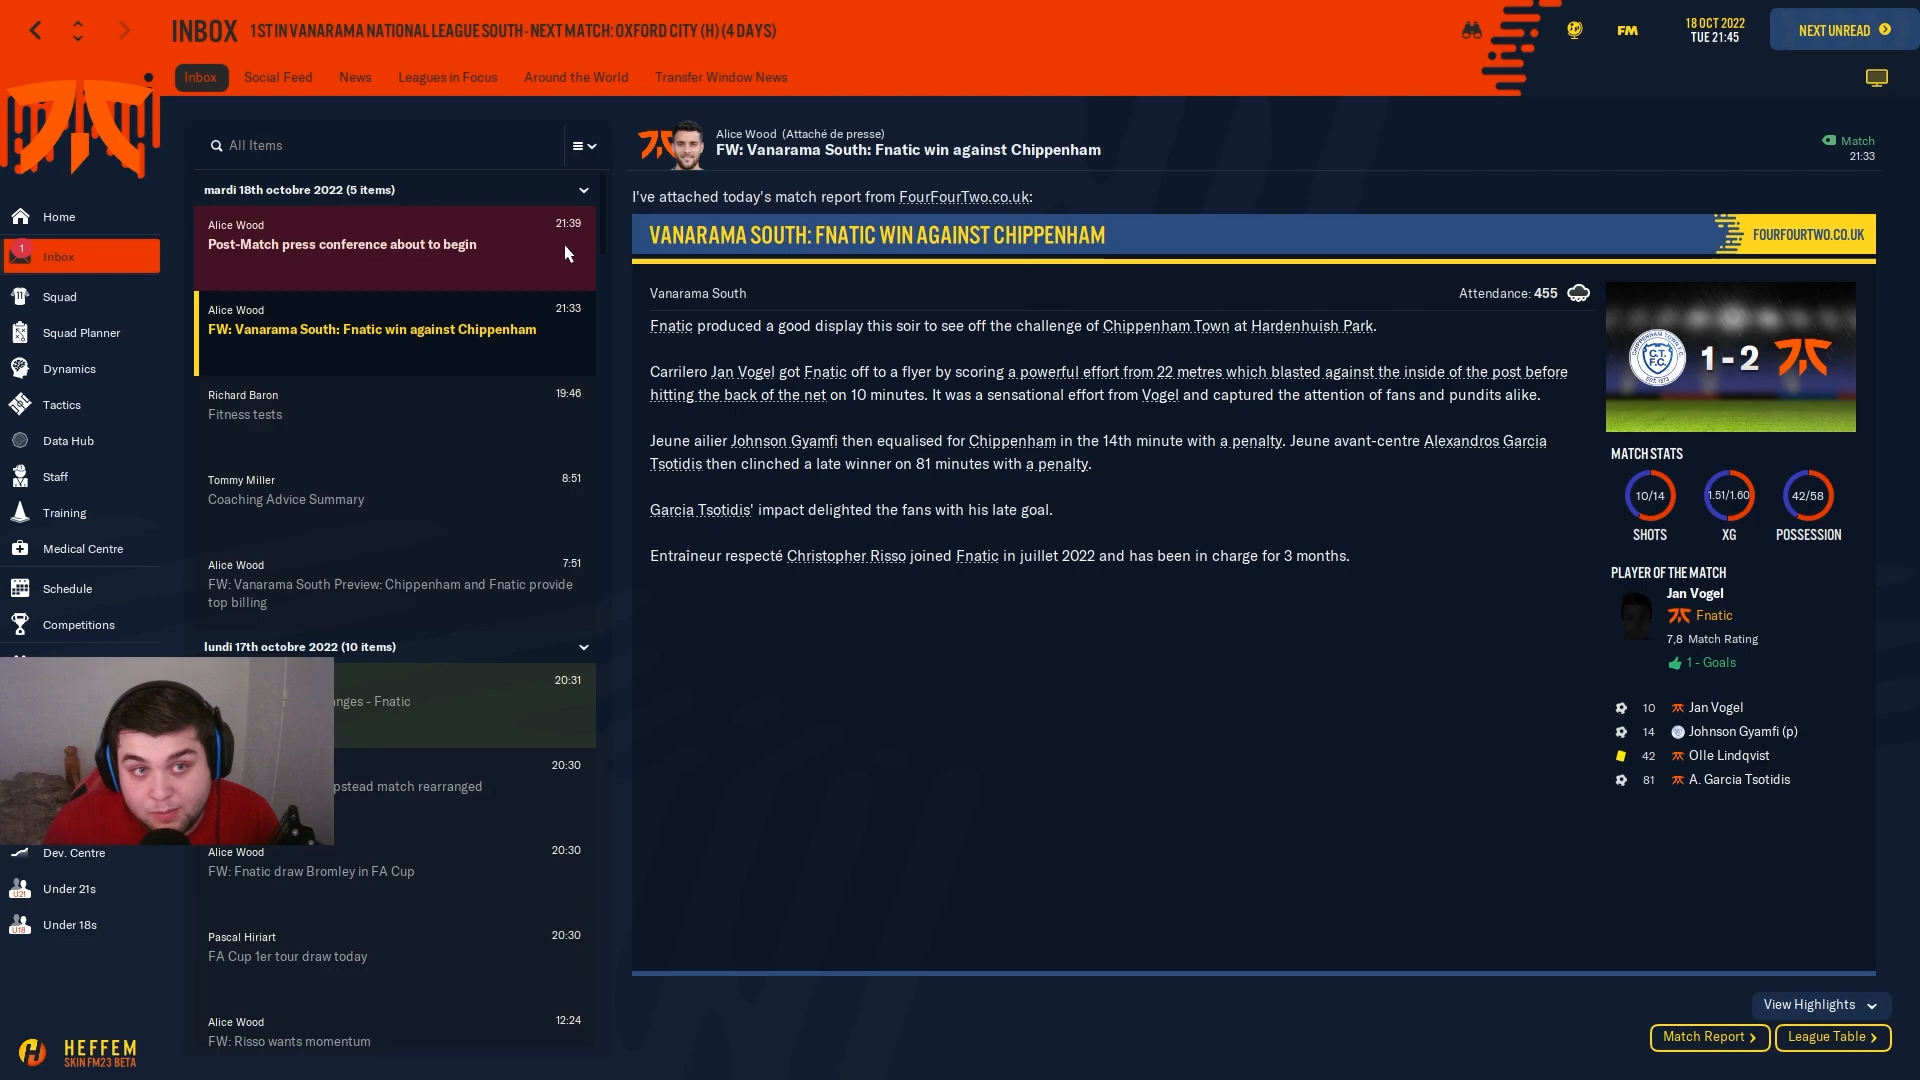 INBOX
1ST IN VANARAMA NATIONAL LEAGUE SOUTH - NEXT MATCH: OXFORD CITY (H) (4 DAYS)
FM
18 OCT 2022
TUE 21:45
NEXT UNREAD
Inbox
Social Feed
News
Leagues in Focus
Around the World
Transfer Window News
Home
1
Inbox
Squad
Squad Planner
Dynamics
Tactics
Data Hub
Staff
Training
Medical Centre
Schedule
Competitions
Dev. Centre
U21
Under 21s
U18
Under 18s
HEFFEM
SKIN FM23 BETA
All Items
mardi 18th octobre 2022 (5 items)
Alice Wood 21:39
Post-Match press conference about to begin
Alice Wood 21:33
FW: Vanarama South: Fnatic win against Chippenham
Richard Baron 19:46
Fitness tests
Tommy Miller 8:51
Coaching Advice Summary
Alice Wood 7:51
FW: Vanarama South Preview: Chippenham and Fnatic provide
top billing
lundi 17th octobre 2022 (10 items)
20:31
nges - Fnatic
20:30
pstead match rearranged
Alice Wood 20:30
FW: Fnatic draw Bromley in FA Cup
Pascal Hiriart 20:30
FA Cup 1er tour draw today
Alice Wood 12:24
FW: Risso wants momentum
Alice Wood (Attaché de presse)
FW: Vanarama South: Fnatic win against Chippenham
Match
21:33
I've attached today's match report from FourFourTwo.co.uk:
VANARAMA SOUTH: FNATIC WIN AGAINST CHIPPENHAM
FOURFOURTWO.CO.UK
Vanarama South
Attendance: 455
Fnatic produced a good display this soir to see off the challenge of Chippenham Town at Hardenhuish Park.
Carrilero Jan Vogel got Fnatic off to a flyer by scoring a powerful effort from 22 metres which blasted against the inside of the post before
hitting the back of the net on 10 minutes. It was a sensational effort from Vogel and captured the attention of fans and pundits alike.
Jeune ailier Johnson Gyamfi then equalised for Chippenham in the 14th minute with a penalty. Jeune avant-centre Alexandros Garcia
Tsotidis then clinched a late winner on 81 minutes with a penalty.
Garcia Tsotidis' impact delighted the fans with his late goal.
Entraîneur respecté Christopher Risso joined Fnatic in juillet 2022 and has been in charge for 3 months.
C.T.
F.C.
1 - 2
MATCH STATS
10/14
1.51/1.60
42/58
SHOTS
XG
POSSESSION
PLAYER OF THE MATCH
Jan Vogel
Fnatic
7,8 Match Rating
1 - Goals
10 Jan Vogel
14 Johnson Gyamfi (p)
42 Olle Lindqvist
81 A. Garcia Tsotidis
View Highlights
Match Report
League Table